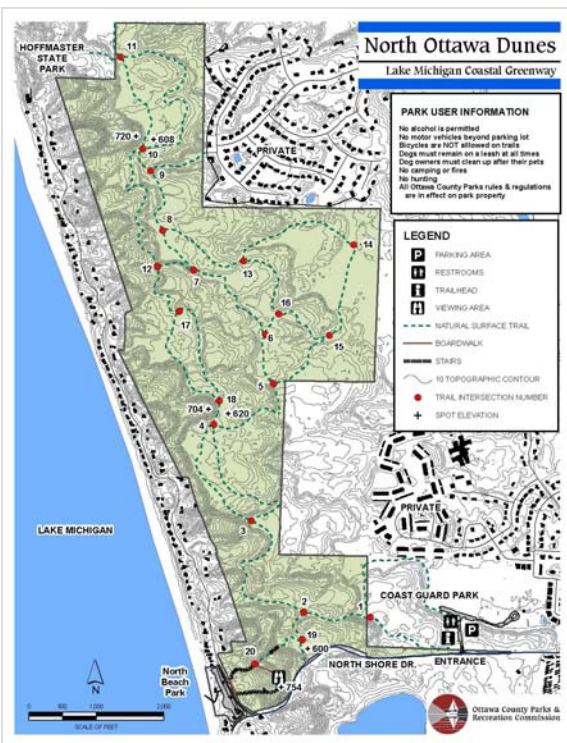 North Ottawa Dunes
Lake Michigan Coastal Greenway
PARK USER INFORMATION
No alcohol is permitted
No motor vehicles beyond parking lot
Bicycles are NOT allowed on trails
Dogs must remain on a leash at all times
Dog owners must clean up after their pets
No camping or fires
No hunting
All Ottawa County Parks rules & regulations
are in effect on park property
LEGEND
P PARKING AREA
RESTROOMS
TRAILHEAD
VIEWING AREA
NATURAL SURFACE TRAIL
BOARDWALK
STAIRS
10 TOPOGRAPHIC CONTOUR
TRAIL INTERSECTION NUMBER
+ SPOT ELEVATION
HOFFMASTER
STATE
PARK
11
720 +
+ 608
10
9
PRIVATE
8
14
12
7
13
16
17
6
15
5
18
704 +
+ 620
4
LAKE MICHIGAN
3
PRIVATE
COAST GUARD PARK
2
1
19
+ 600
P
20
NORTH SHORE DR.
ENTRANCE
North
Beach
Park
+ 754
N
0 500 1,000 2,000
SCALE OF FEET
Ottawa County Parks &
Recreation Commission